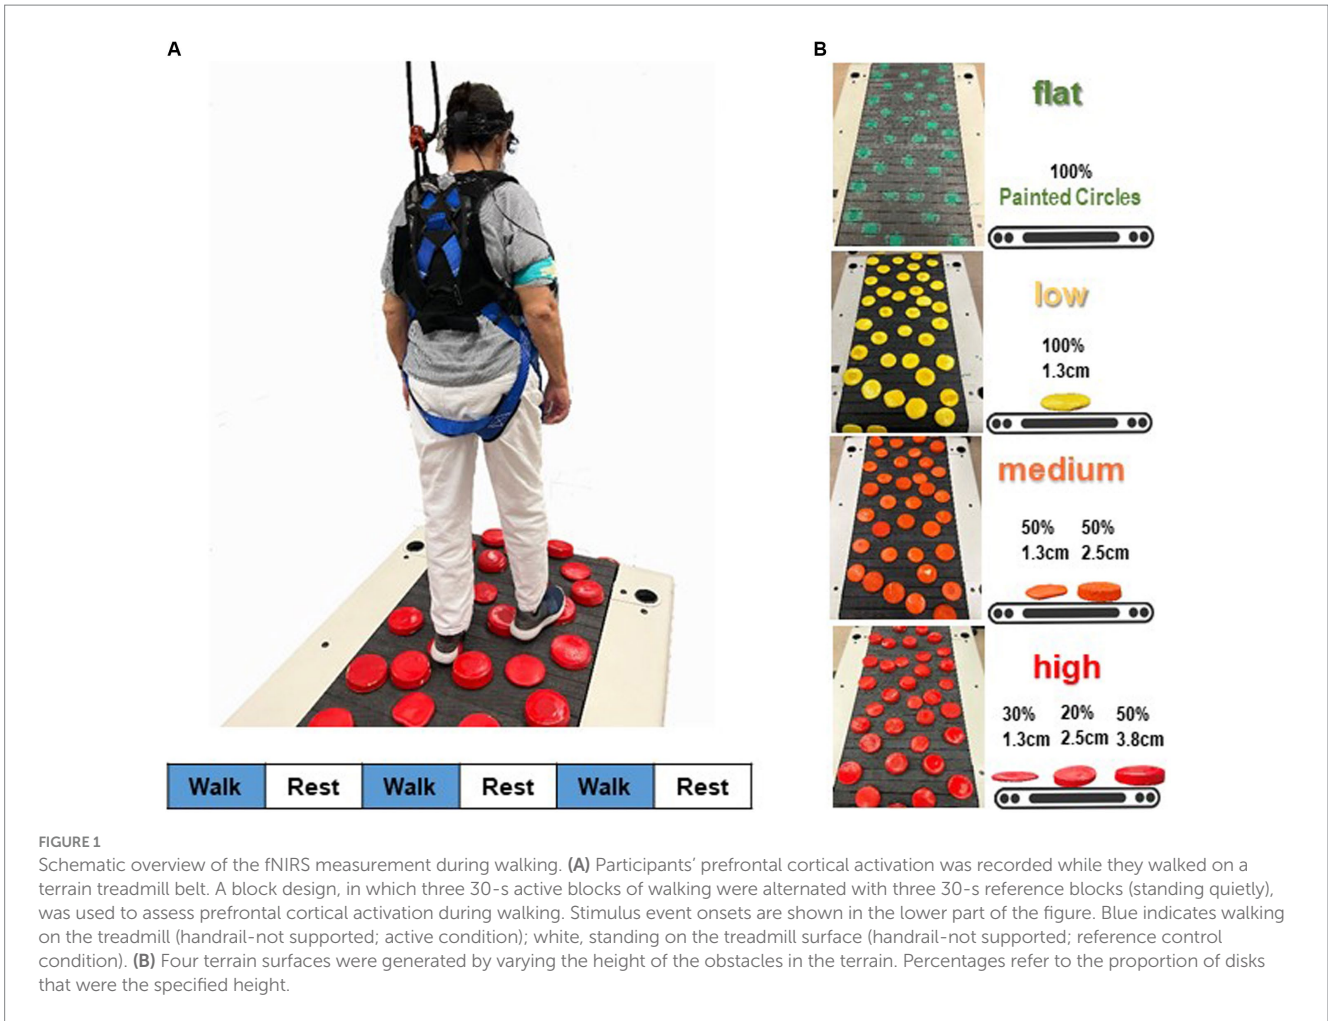 A
B
flat
100%
Painted Circles
low
100%
1.3cm
medium
50% 50%
1.3cm 2.5cm
high
30% 20% 50%
1.3cm 2.5cm 3.8cm
Walk Rest Walk Rest Walk Rest
FIGURE 1
Schematic overview of the fNIRS measurement during walking. (A) Participants' prefrontal cortical activation was recorded while they walked on a
terrain treadmill belt. A block design, in which three 30-s active blocks of walking were alternated with three 30-s reference blocks (standing quietly),
was used to assess prefrontal cortical activation during walking. Stimulus event onsets are shown in the lower part of the figure. Blue indicates walking
on the treadmill (handrail-not supported; active condition); white, standing on the treadmill surface (handrail-not supported; reference control
condition). (B) Four terrain surfaces were generated by varying the height of the obstacles in the terrain. Percentages refer to the proportion of disks
that were the specified height.